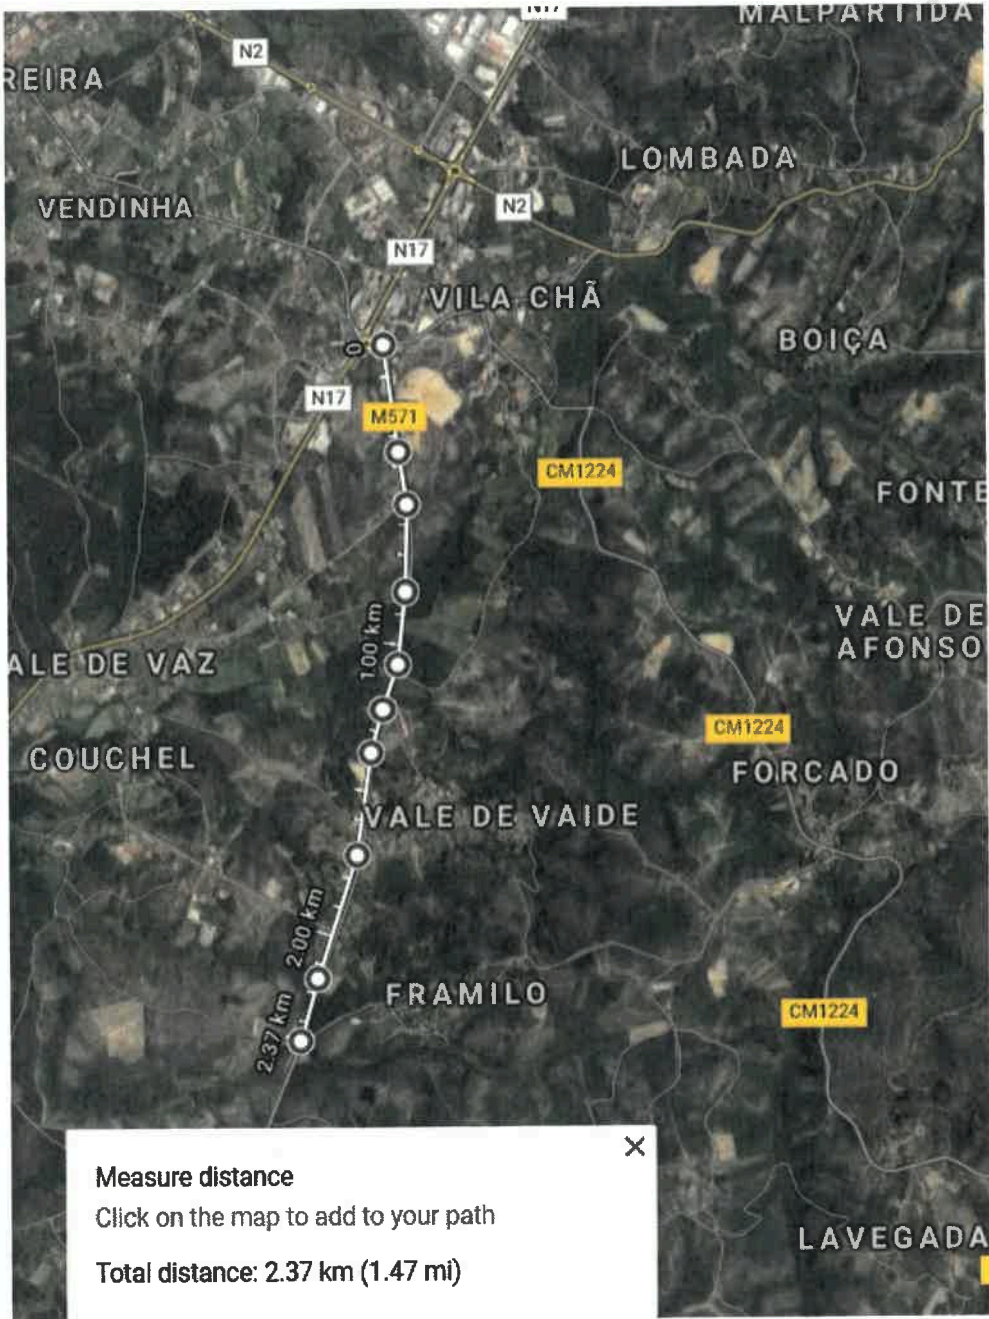 N17
MALPARTIDA
N2
REIRA
LOMBADA
VENDINHA
N2
N17
VILA CHÃ
BOIÇA
0
N17
M571
CM1224
FONTE
1.00 km
VALE DE
AFONSO
ALE DE VAZ
CM1224
COUCHEL
FORCADO
VALE DE VAIDE
2.00 km
FRAMILO
2.37 km
CM1224
Measure distance
Click on the map to add to your path
Total distance: 2.37 km (1.47 mi)
LAVEGADA